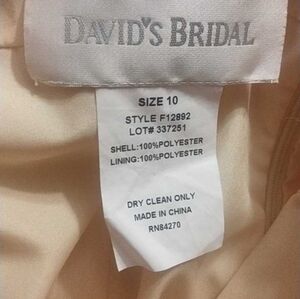 DAVID'S BRIDAL
SIZE 10
STYLE F12892
LOT# 337251
SHELL:100%POLYESTER
LINING:100%POLYESTER
DRY CLEAN ONLY
MADE IN CHINA
RN84270